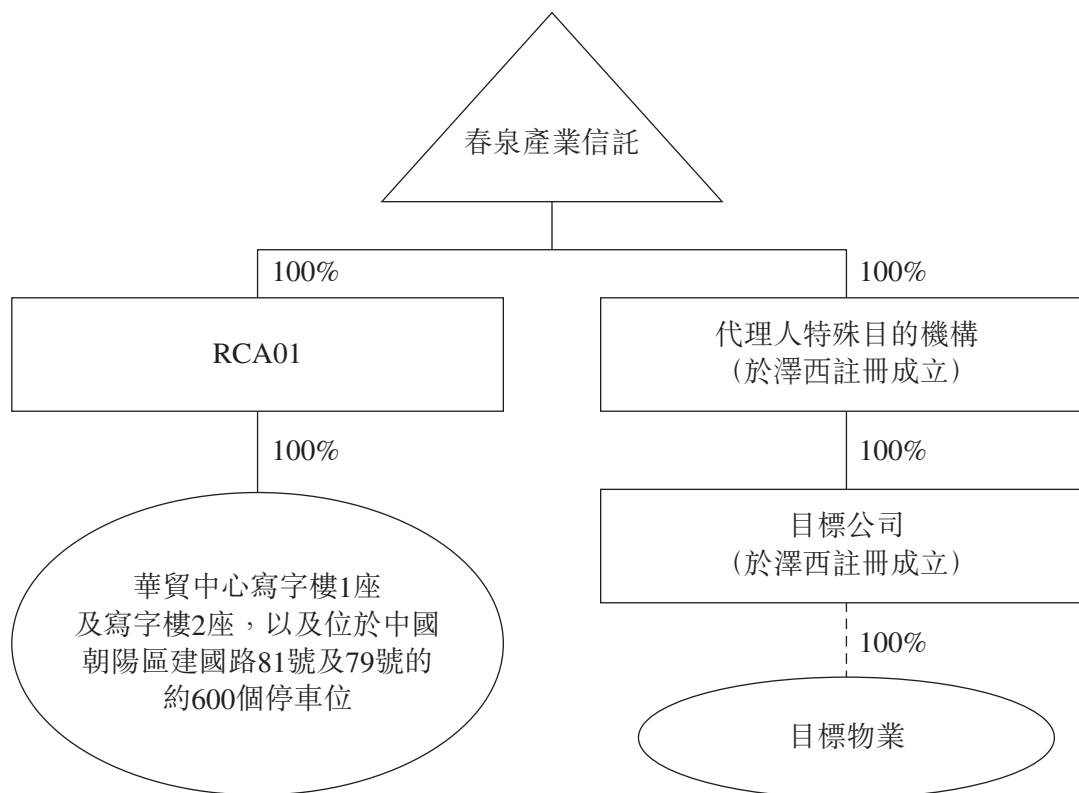 春泉產業信託
100%
100%
RCA01
代理人特殊目的機構
（於澤西註冊成立）
100%
100%
華貿中心寫字樓1座
及寫字樓2座，以及位於中國
朝陽區建國路81號及79號的
約600個停車位
目標公司
（於澤西註冊成立）
100%
目標物業